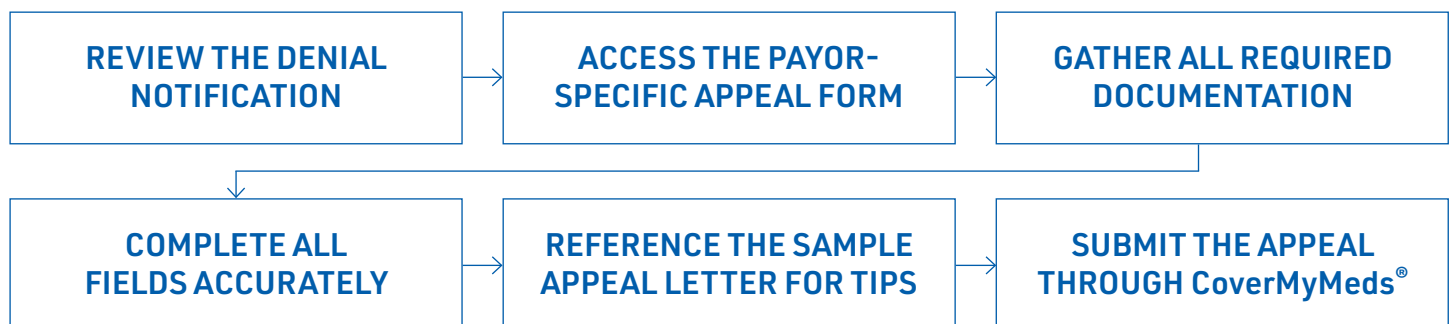 REVIEW THE DENIAL
NOTIFICATION
ACCESS THE PAYOR-
SPECIFIC APPEAL FORM
GATHER ALL REQUIRED
DOCUMENTATION
COMPLETE ALL
FIELDS ACCURATELY
REFERENCE THE SAMPLE
APPEAL LETTER FOR TIPS
SUBMIT THE APPEAL
THROUGH CoverMyMeds®